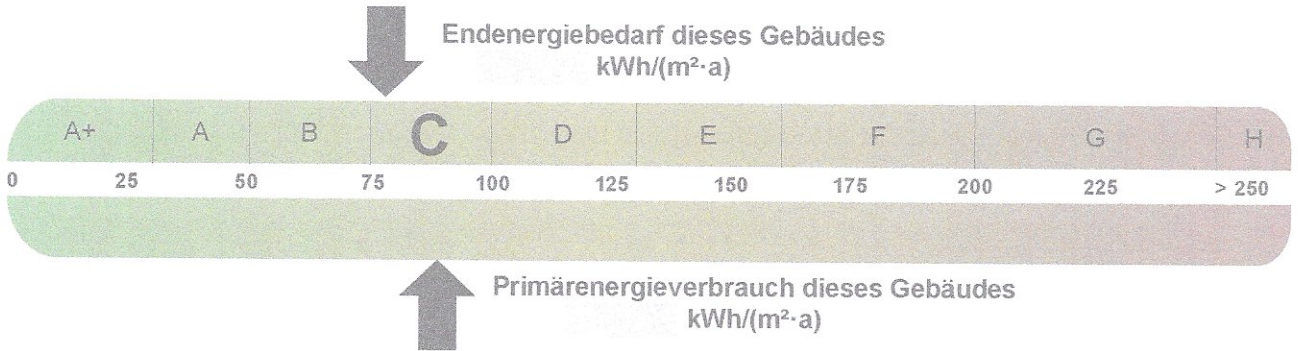 Endenergiebedarf dieses Gebäudes
kWh/(m²·a)
A+ A B C D E F G H
0 25 50 75 100 125 150 175 200 225 > 250
Primärenergieverbrauch dieses Gebäudes
kWh/(m²·a)